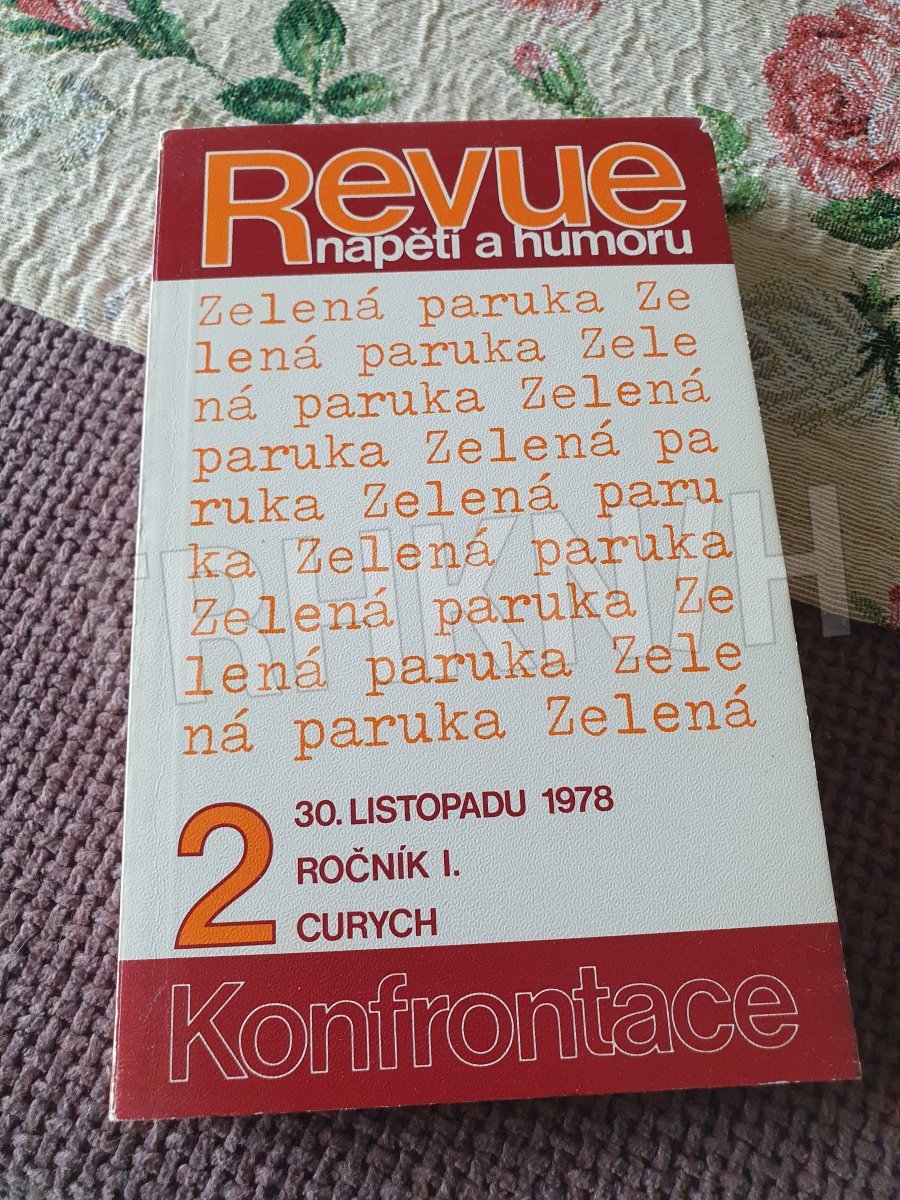 Revue
napětí a humoru
Zelená paruka Ze
lená paruka Zele
ná paruka Zelená
paruka Zelená pa
ruka Zelená paru
ka Zelená paruka
Zelená paruka Ze
lená paruka Zele
ná paruka Zelená
2
30. LISTOPADU 1978
ROČNÍK I.
CURYCH
Konfrontace
TRHKNIH